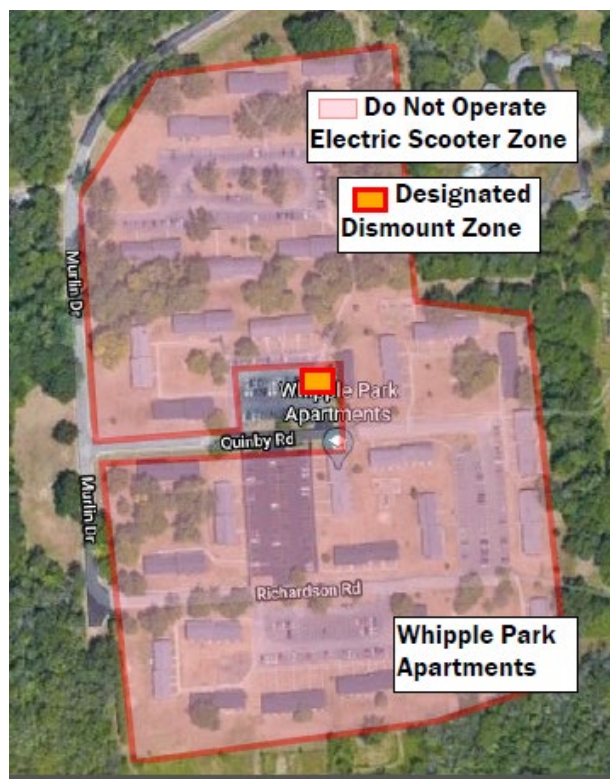 Do Not Operate
Electric Scooter Zone
Designated
Dismount Zone
Murlin Dr
Whipple Park
Apartments
Quinby Rd
Murlin Dr
Richardson Rd
Whipple Park
Apartments